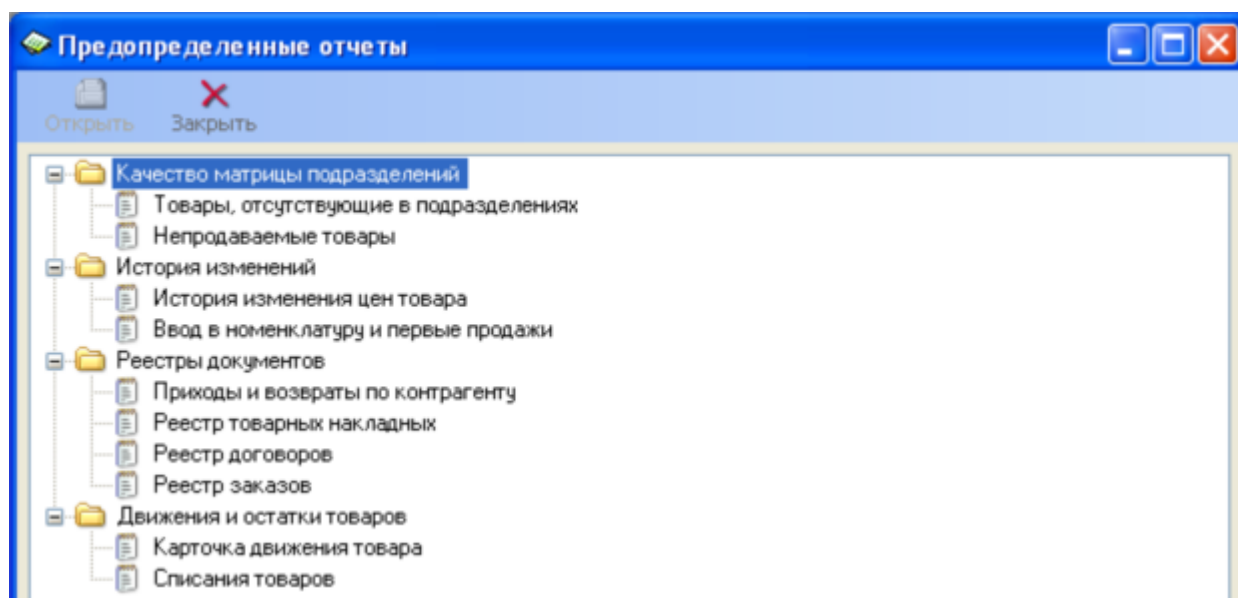 Предопределенные отчеты
Открыть Закрыть
Качество матрицы подразделений
Товары, отсутствующие в подразделениях
Непродаваемые товары
История изменений
История изменения цен товара
Ввод в номенклатуру и первые продажи
Реестры документов
Приходы и возвраты по контрагенту
Реестр товарных накладных
Реестр договоров
Реестр заказов
Движения и остатки товаров
Карточка движения товара
Списания товаров